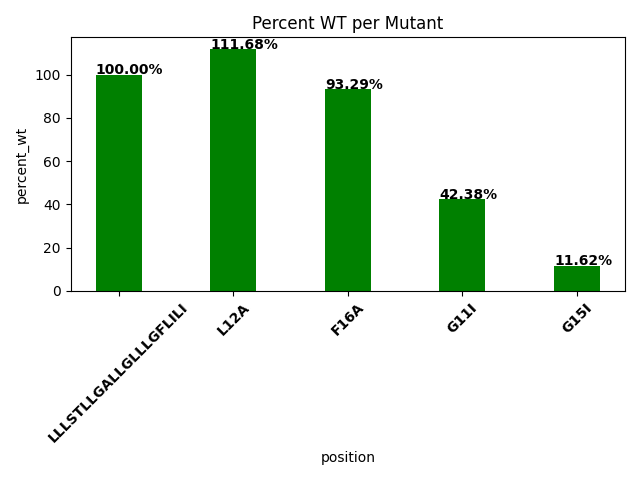 Percent WT per Mutant
percent_wt
100
80
60
40
20
0
100.00%
111.68%
93.29%
42.38%
11.62%
LLLSTLLGALLGLLLGFLILI
L12A
F16A
G11I
G15I
position